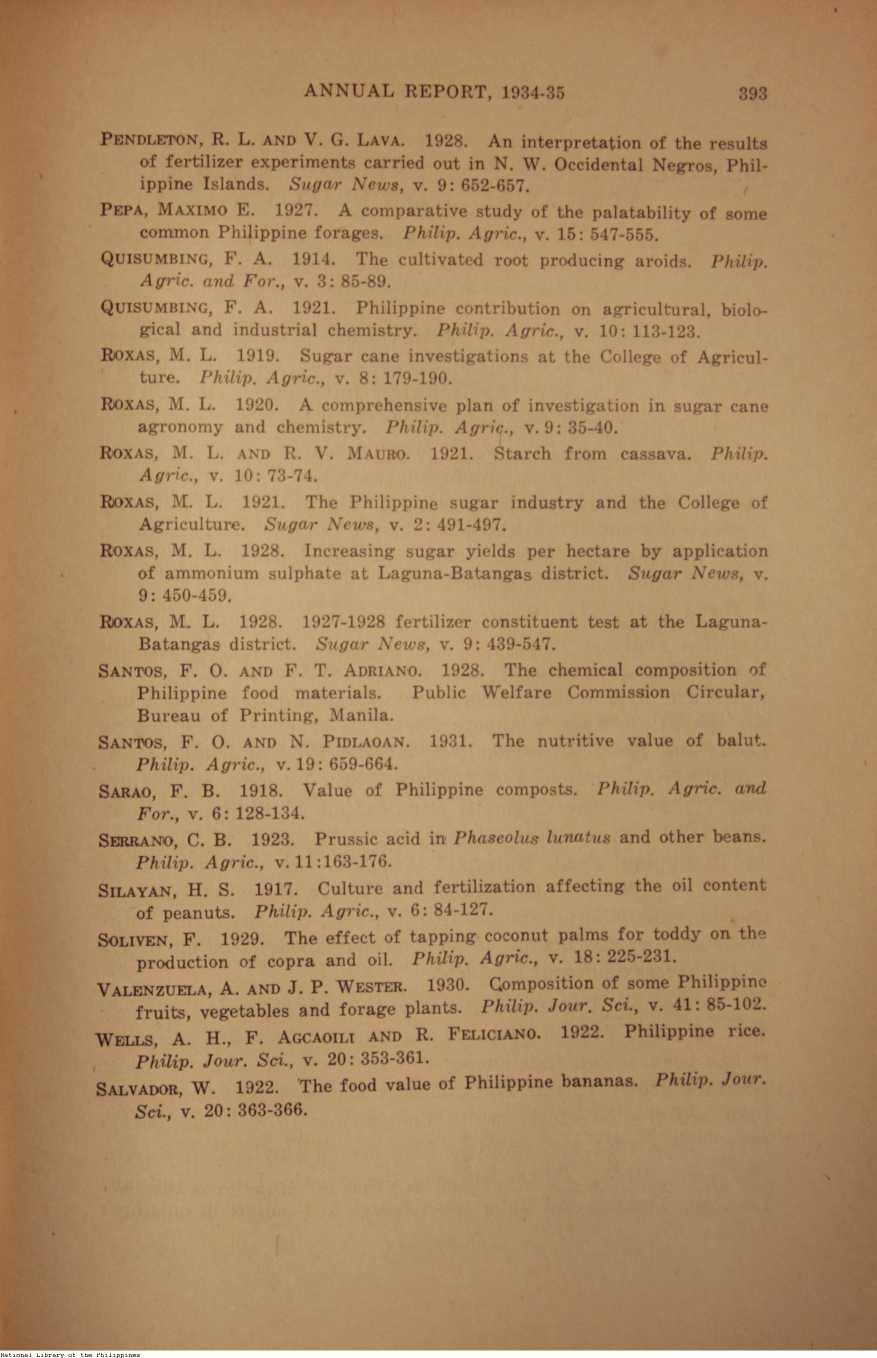 ANNUAL REPORT, 1934-35 393
PENDLETON, R. L. AND V. G. LAVA. 1928. An interpretation of the results
of fertilizer experiments carried out in N. W. Occidental Negros, Phil-
ippine Islands. Sugar News, v. 9: 652-657.
PEPA, MAXIMO E. 1927. A comparative study of the palatability of some
common Philippine forages. Philip. Agric., v. 15: 547-555.
QUISUMBING, F. A. 1914. The cultivated root producing aroids. Philip.
Agric. and For., v. 3: 85-89.
QUISUMBING, F. A. 1921. Philippine contribution on agricultural, biolo-
gical and industrial chemistry. Philip. Agric., v. 10: 113-123.
ROXAS, M. L. 1919. Sugar cane investigations at the College of Agricul-
ture. Philip. Agric., v. 8: 179-190.
ROXAS, M. L. 1920. A comprehensive plan of investigation in sugar cane
agronomy and chemistry. Philip. Agric., v. 9: 35-40.
ROXAS, M. L. AND R. V. MAURO. 1921. Starch from cassava. Philip.
Agric., v. 10: 73-74.
ROXAS, M. L. 1921. The Philippine sugar industry and the College of
Agriculture. Sugar News, v. 2: 491-497.
ROXAS, M. L. 1928. Increasing sugar yields per hectare by application
of ammonium sulphate at Laguna-Batangas district. Sugar News, v.
9: 450-459.
ROXAS, M. L. 1928. 1927-1928 fertilizer constituent test at the Laguna-
Batangas district. Sugar News, v. 9: 439-547.
SANTOS, F. O. AND F. T. ADRIANO. 1928. The chemical composition of
Philippine food materials. Public Welfare Commission Circular,
Bureau of Printing, Manila.
SANTOS, F. O. AND N. PIDLAOAN. 1931. The nutritive value of balut.
Philip. Agric., v. 19: 659-664.
SARAO, F. B. 1918. Value of Philippine composts. Philip. Agric. and
For., v. 6: 128-134.
SERRANO, C. B. 1923. Prussic acid in Phaseolus lunatus and other beans.
Philip. Agric., v. 11:163-176.
SILAYAN, H. S. 1917. Culture and fertilization affecting the oil content
of peanuts. Philip. Agric., v. 6: 84-127.
SOLIVEN, F. 1929. The effect of tapping coconut palms for toddy on the
production of copra and oil. Philip. Agric., v. 18: 225-231.
VALENZUELA, A. AND J. P. WESTER. 1930. Composition of some Philippine
fruits, vegetables and forage plants. Philip. Jour. Sci., v. 41: 85-102.
WELLS, A. H., F. AGCAOILI AND R. FELICIANO. 1922. Philippine rice.
Philip. Jour. Sci., v. 20: 353-361.
SALVADOR, W. 1922. The food value of Philippine bananas. Philip. Jour.
Sci., v. 20: 363-366.
National Library of the Philippines